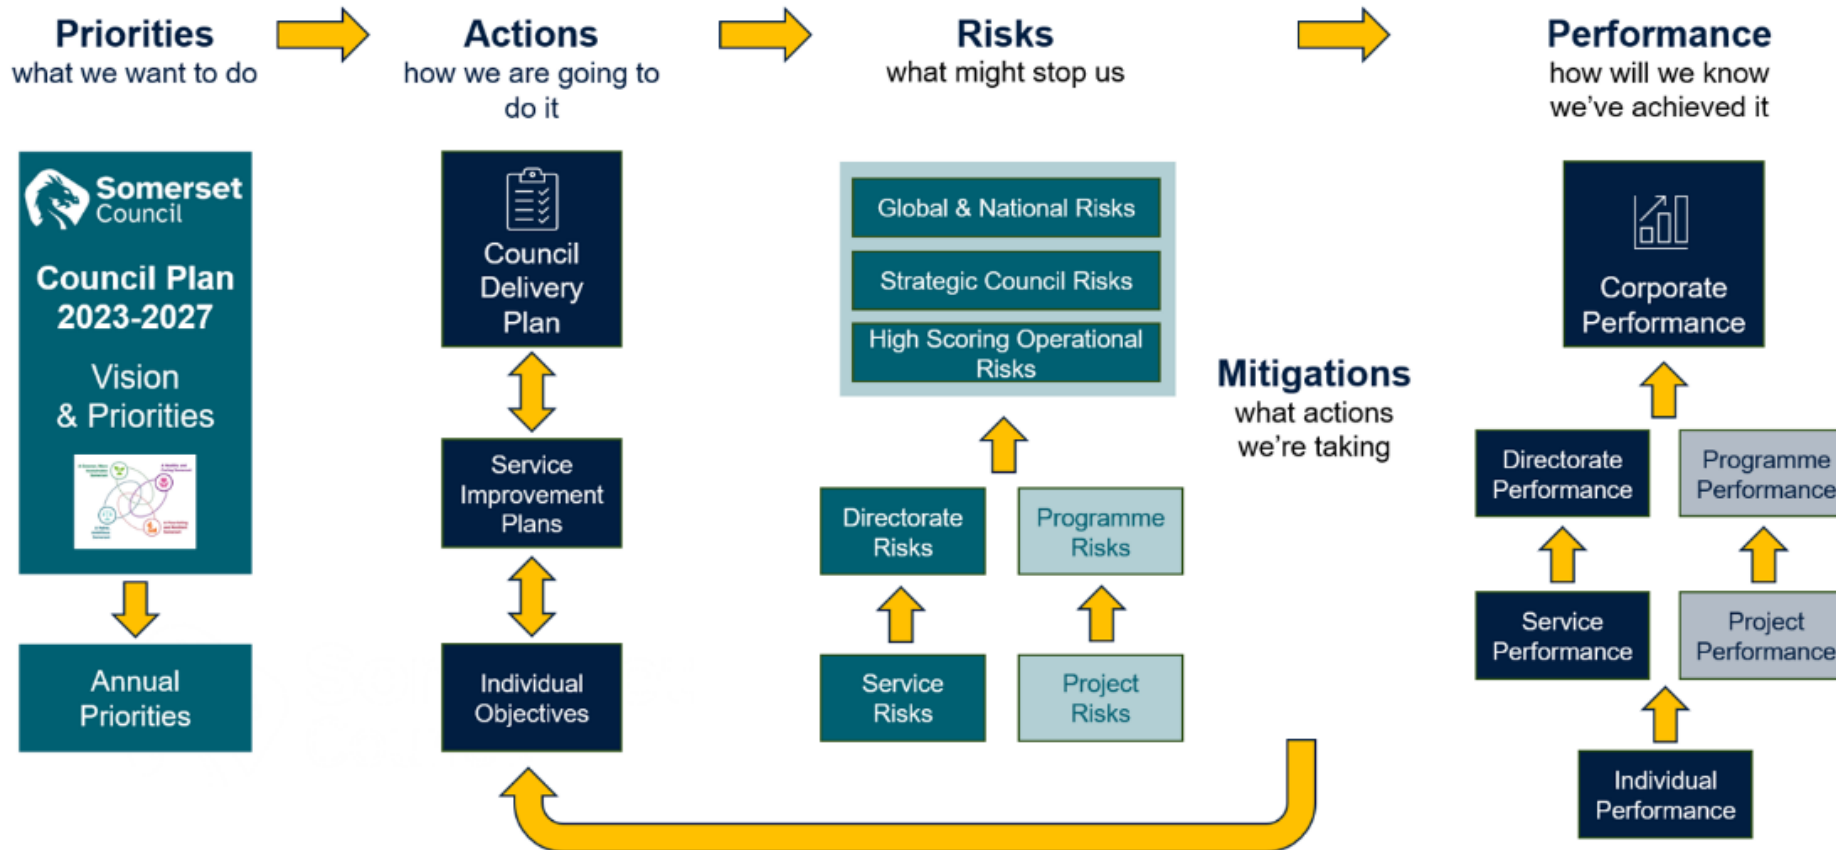 Priorities
what we want to do
Actions
how we are going to
do it
Risks
what might stop us
Performance
how will we know
we've achieved it
Somerset
Council
Council Plan
2023-2027
Vision
& Priorities
Annual
Priorities
Council
Delivery
Plan
Service
Improvement
Plans
Individual
Objectives
Global & National Risks
Strategic Council Risks
High Scoring Operational
Risks
Directorate
Risks
Programme
Risks
Service
Risks
Project
Risks
Mitigations
what actions
we're taking
Corporate
Performance
Directorate
Performance
Programme
Performance
Service
Performance
Project
Performance
Individual
Performance